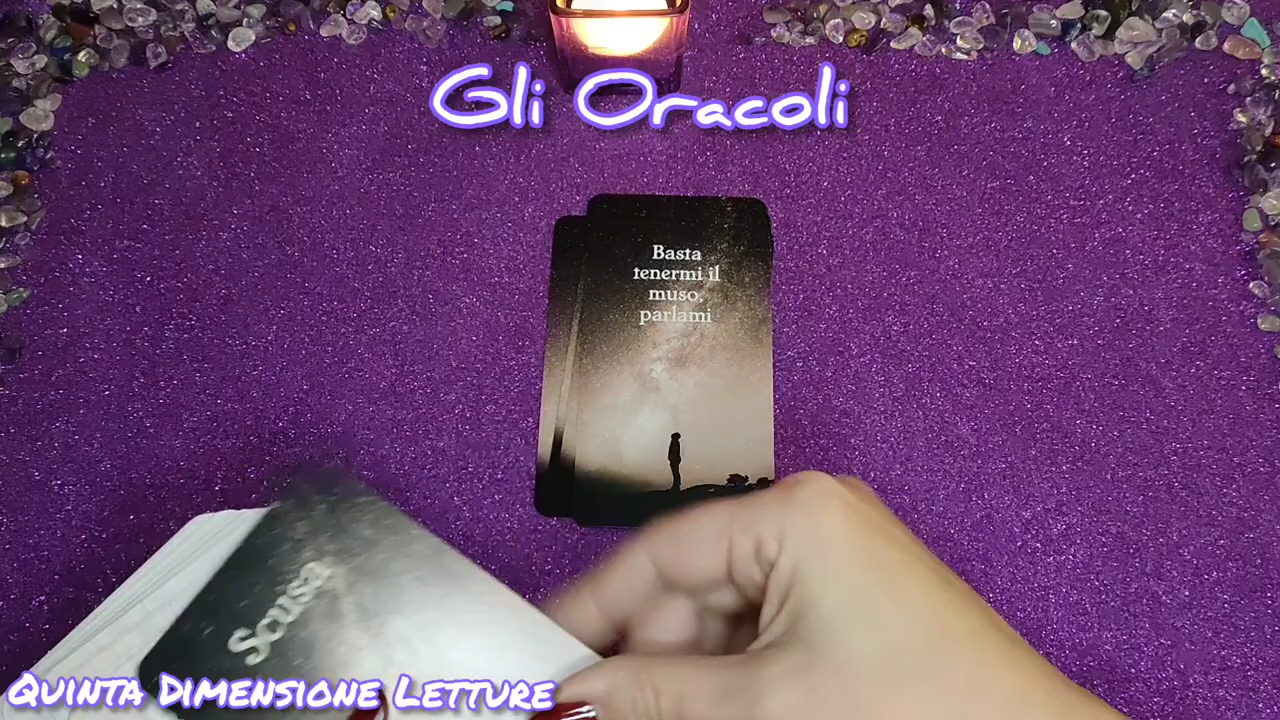 Gli Oracoli
Basta
tenermi il
muso,
parlami
Scusa
Quinta Dimensione Letture